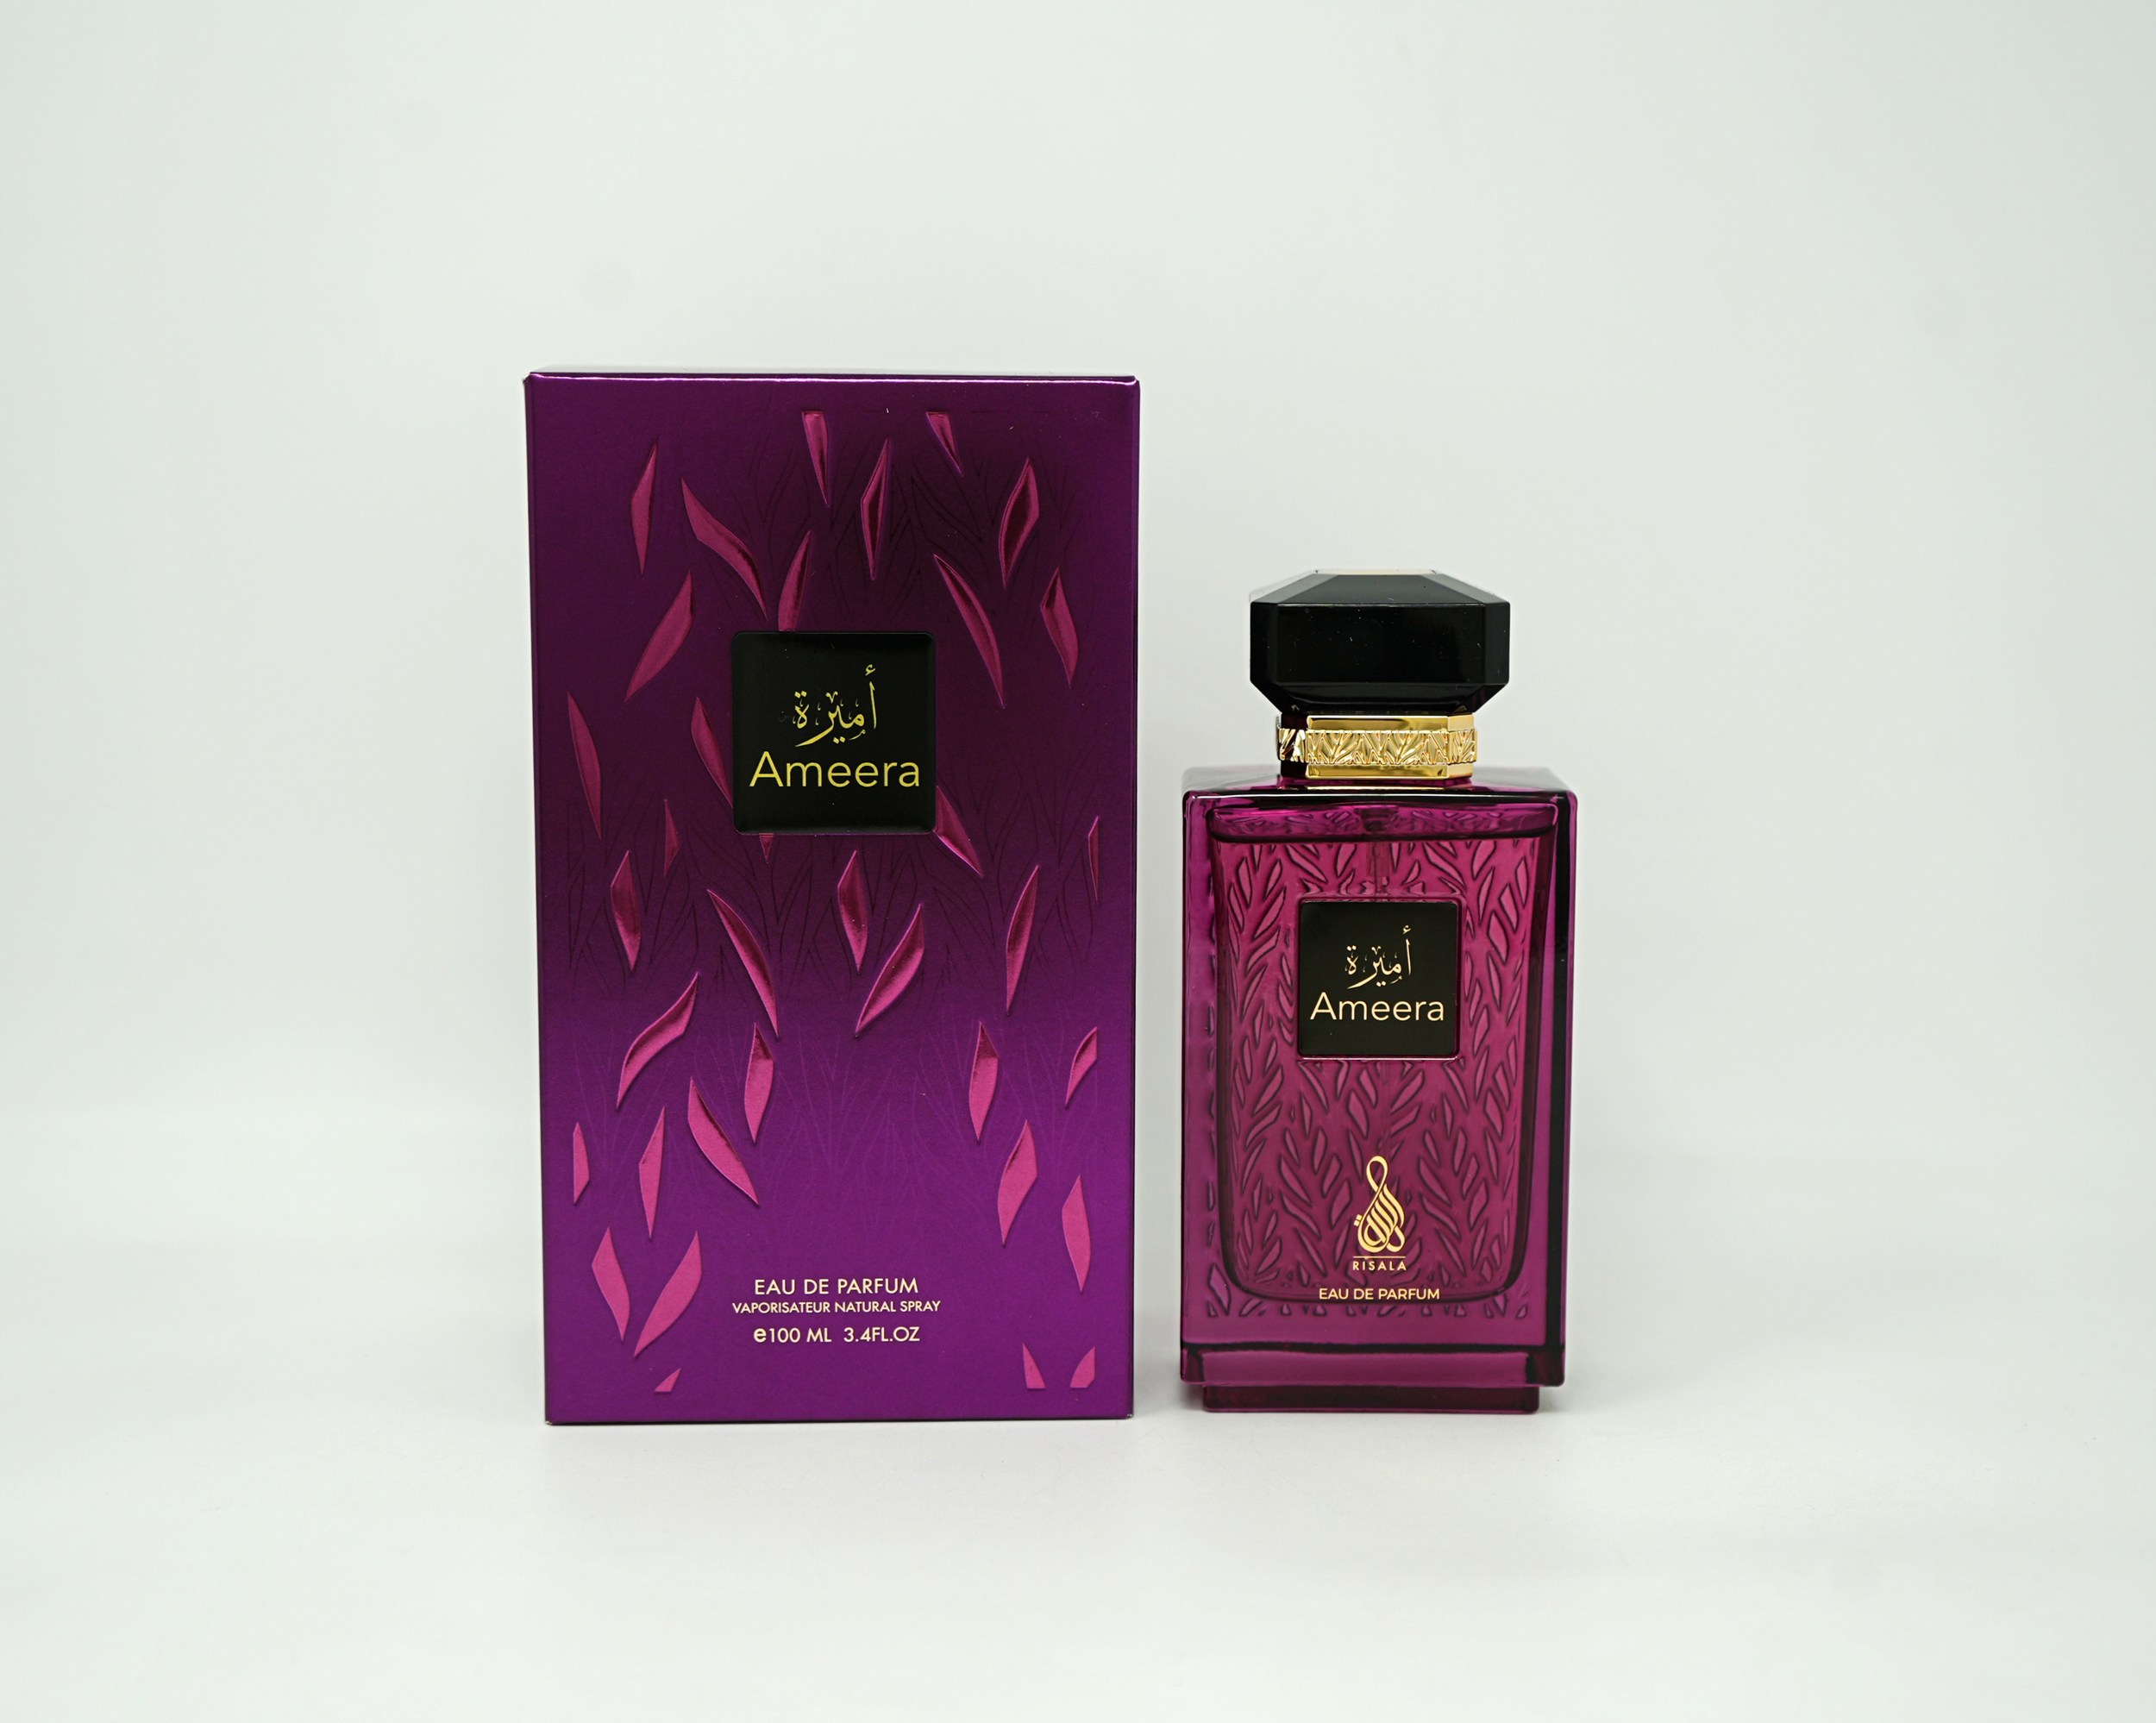 أميرة
Ameera
EAU DE PARFUM
VAPORISATEUR NATURAL SPRAY
℮100 ML 3.4FL.OZ
أميرة
Ameera
RISALA
EAU DE PARFUM